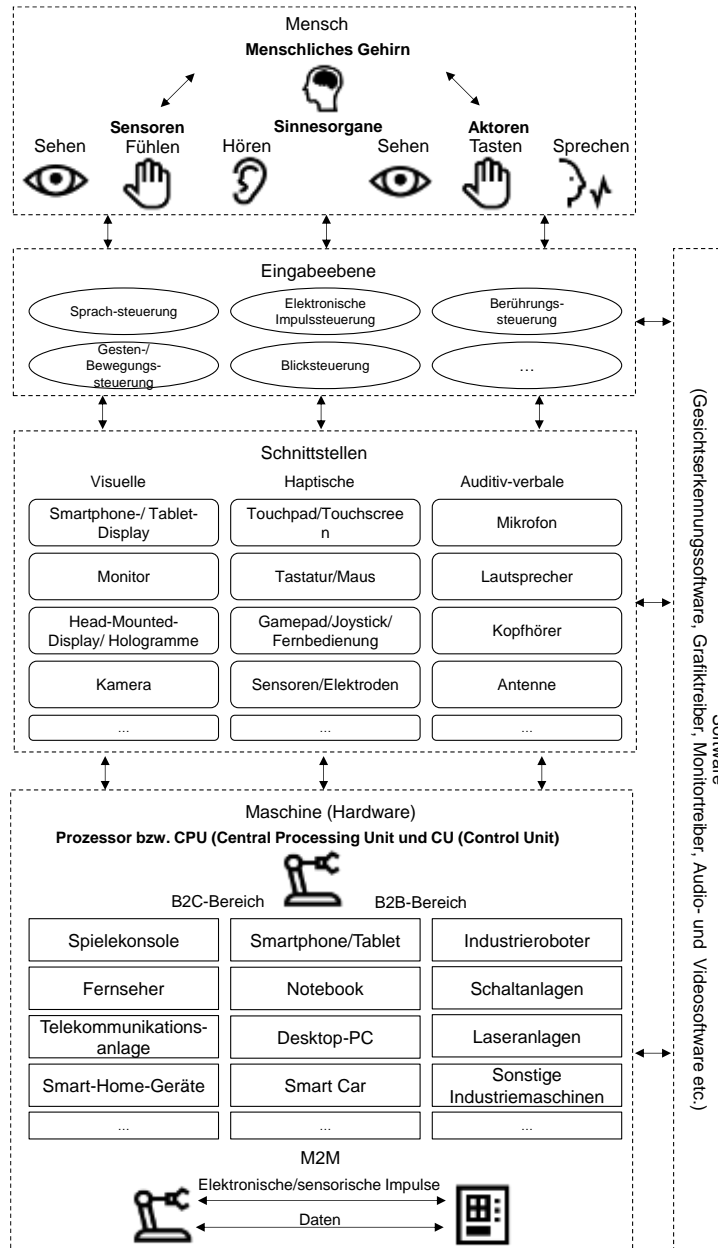 Mensch
Menschliches Gehirn
Sensoren
Sinnesorgane
Aktoren
Sehen
Fühlen
Hören
Sehen
Tasten
Sprechen
Eingabeebene
Sprach-steuerung
Elektronische
Impulssteuerung
Berührungs-
steuerung
Gesten-/
Bewegungs-
steuerung
Blicksteuerung
...
Schnittstellen
Visuelle
Haptische
Auditiv-verbale
Smartphone-/ Tablet-
Display
Touchpad/Touchscree
n
Mikrofon
Monitor
Tastatur/Maus
Lautsprecher
Head-Mounted-
Display/ Hologramme
Gamepad/Joystick/
Fernbedienung
Kopfhörer
Kamera
Sensoren/Elektroden
Antenne
...
...
...
Maschine (Hardware)
Prozessor bzw. CPU (Central Processing Unit und CU (Control Unit)
B2C-Bereich
B2B-Bereich
Spielekonsole
Smartphone/Tablet
Industrieroboter
Fernseher
Notebook
Schaltanlagen
Telekommunikations-
anlage
Desktop-PC
Laseranlagen
Smart-Home-Geräte
Smart Car
Sonstige
Industriemaschinen
...
...
...
M2M
Elektronische/sensorische Impulse
Daten
Software
(Gesichtserkennungssoftware, Grafiktreiber, Monitortreiber, Audio- und Videosoftware etc.)